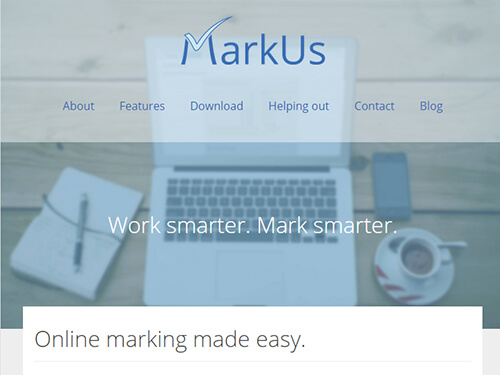 MarkUs
About Features Download Helping out Contact Blog
Work smarter. Mark smarter.
Online marking made easy.